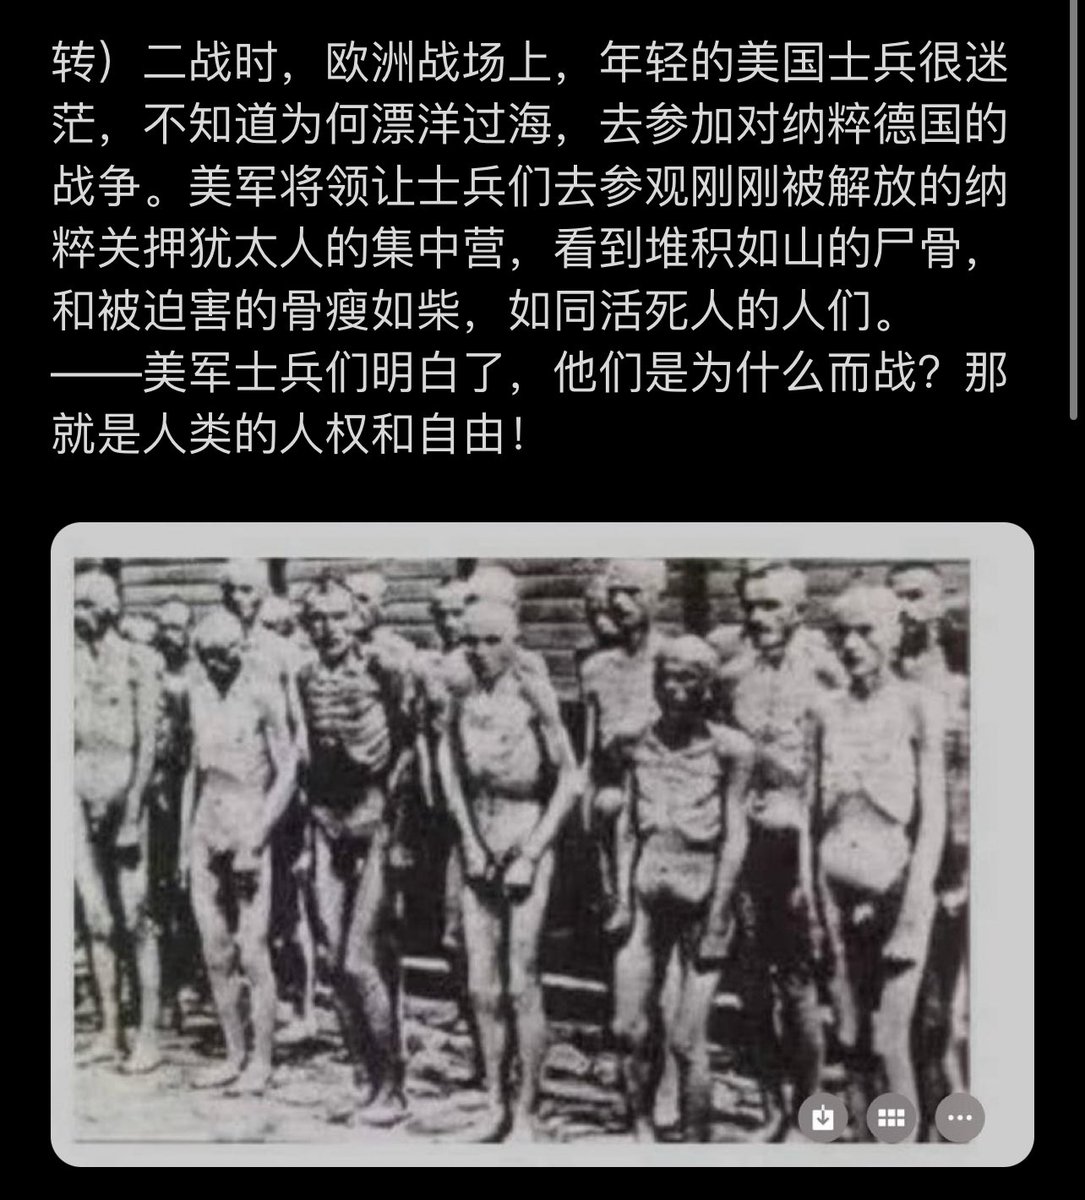 转）二战时，欧洲战场上，年轻的美国士兵很迷
茫，不知道为何漂洋过海，去参加对纳粹德国的
战争。美军将领让士兵们去参观刚刚被解放的纳
粹关押犹太人的集中营，看到堆积如山的尸骨，
和被迫害的骨瘦如柴，如同活死人的人们。
——美军士兵们明白了，他们是为什么而战？那
就是人类的人权和自由！